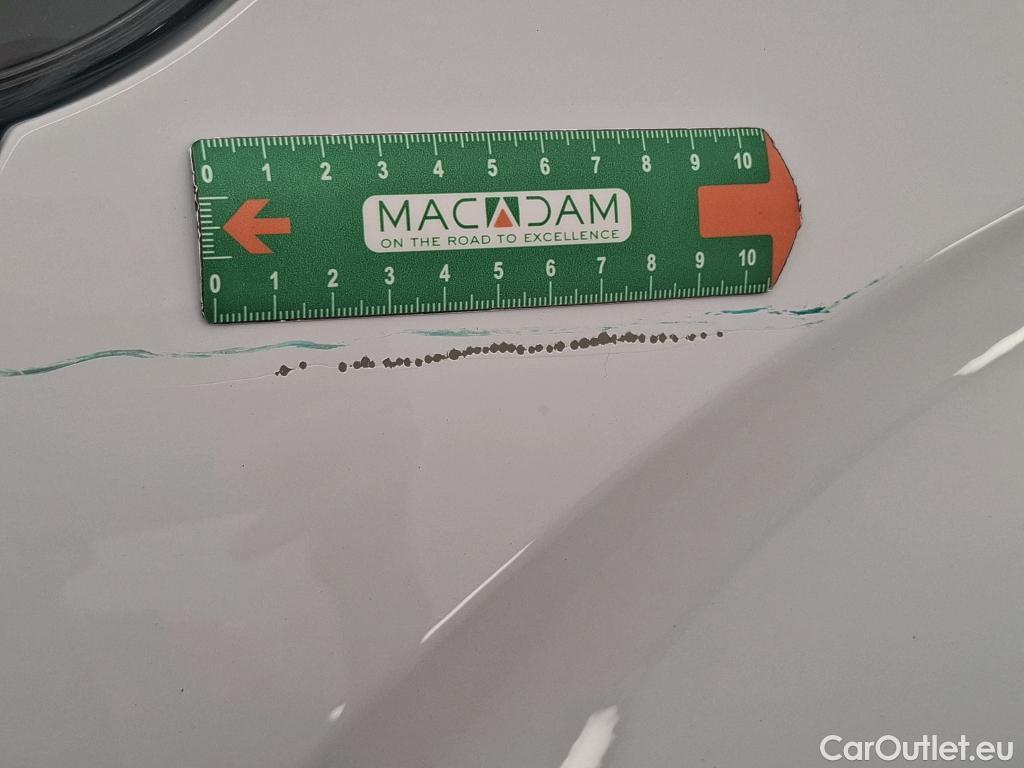 0 1 2 3 4 5 6 7 8 9 10
MACADAM
ON THE ROAD TO EXCELLENCE
0 1 2 3 4 5 6 7 8 9 10
CarOutlet.eu